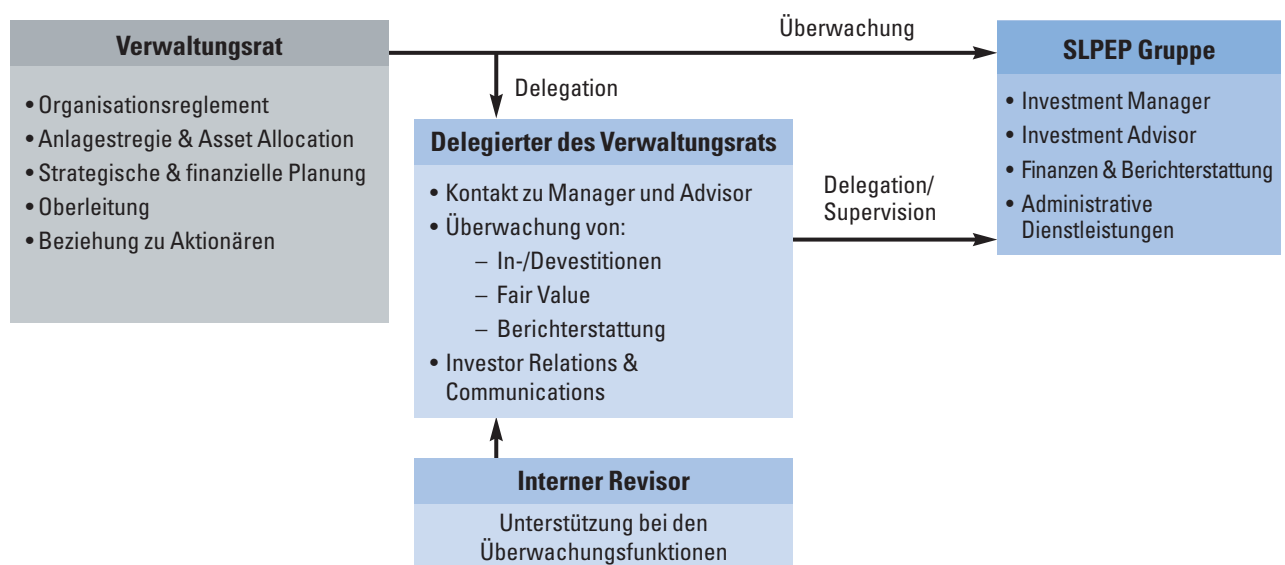 Verwaltungsrat
• Organisationsreglement
• Anlagestregie & Asset Allocation
• Strategische & finanzielle Planung
• Oberleitung
• Beziehung zu Aktionären
Überwachung
Delegation
Delegierter des Verwaltungsrats
• Kontakt zu Manager und Advisor
• Überwachung von:
– In-/Devestitionen
– Fair Value
– Berichterstattung
• Investor Relations &
Communications
Delegation/
Supervision
SLPEP Gruppe
• Investment Manager
• Investment Advisor
• Finanzen & Berichterstattung
• Administrative
Dienstleistungen
Interner Revisor
Unterstützung bei den
Überwachungsfunktionen